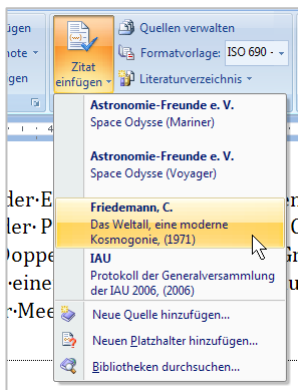 ügen
Quellen verwalten
note
Formatvorlage: ISO 690 -
gen
Zitat
einfügen
Literaturverzeichnis
4
Astronomie-Freunde e. V.
Space Odysse (Mariner)
Astronomie-Freunde e. V.
Space Odysse (Voyager)
der·E
Friedemann, C.
ler·P
Das Weltall, eine moderne
Kosmogonie, (1971)
Doppe
IAU
·eine
Protokoll der Generalversammlung
der IAU 2006, (2006)
r·Mee
Neue Quelle hinzufügen...
Neuen Platzhalter hinzufügen...
Bibliotheken durchsuchen...